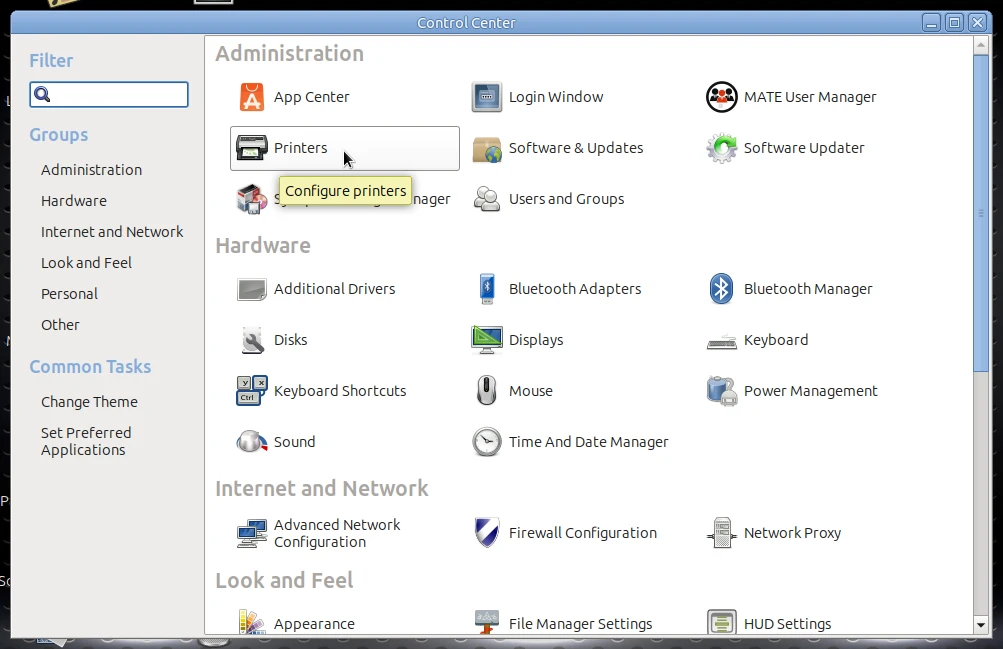 Control Center
Filter
Groups
Administration
Hardware
Internet and Network
Look and Feel
Personal
Other
Common Tasks
Change Theme
Set Preferred
Applications
Administration
App Center
Login Window
MATE User Manager
Printers
Software & Updates
Software Updater
Configure printers
Users and Groups
Hardware
Additional Drivers
Bluetooth Adapters
Bluetooth Manager
Disks
Displays
Keyboard
Y X
Ctrl
Keyboard Shortcuts
Mouse
Power Management
Sound
Time And Date Manager
Internet and Network
Advanced Network
Configuration
Firewall Configuration
Network Proxy
Look and Feel
Appearance
File Manager Settings
HUD Settings